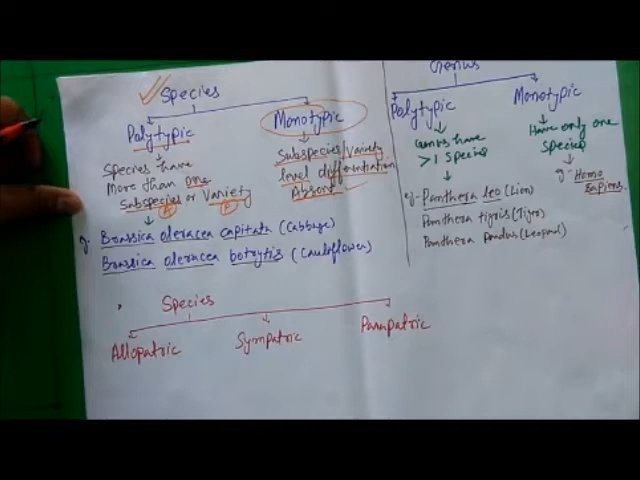 Species
Polytypic
Monotypic
Species have
More than one
Subspecies or Variety
A P
Subspecies/Variety
level differentiation
Absent
g- Brassica oleracea capitata (Cabbage)
Brassica oleracea botrytis (Cauliflower)
Species
Allopatric
Sympatric
Parapatric
Genus
Polytypic
Monotypic
Genus have
>1 Species
eg- Panthera leo (Lion)
Panthera tigris (Tiger)
Panthera Pardus (Leopard)
Have only one
Species
g- Homo
Sapiens.